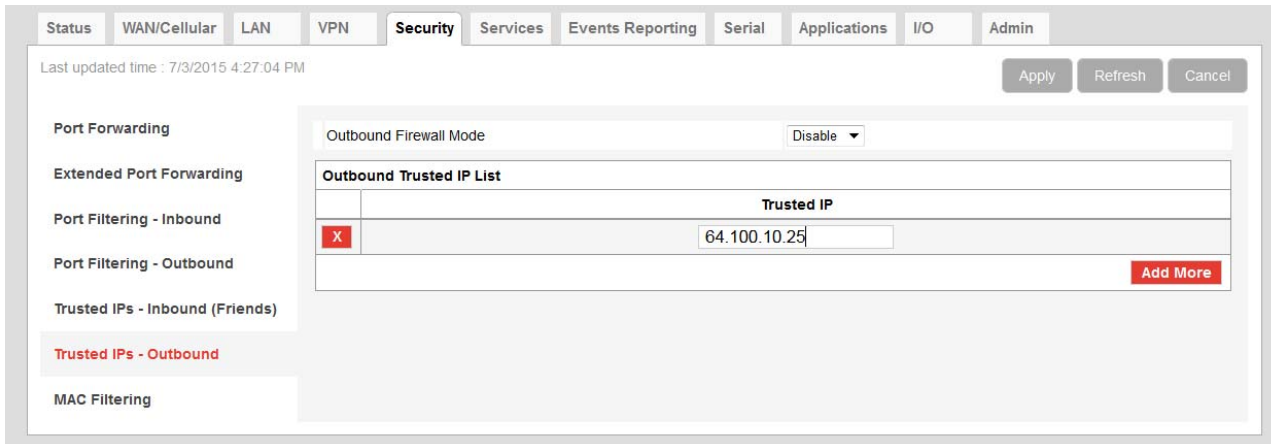 Status WAN/Cellular LAN VPN Security Services Events Reporting Serial Applications I/O Admin
Last updated time : 7/3/2015 4:27:04 PM
Apply Refresh Cancel
Port Forwarding
Extended Port Forwarding
Port Filtering - Inbound
Port Filtering - Outbound
Trusted IPs - Inbound (Friends)
Trusted IPs - Outbound
MAC Filtering
Outbound Firewall Mode Disable
Outbound Trusted IP List
Trusted IP
X 64.100.10.25
Add More